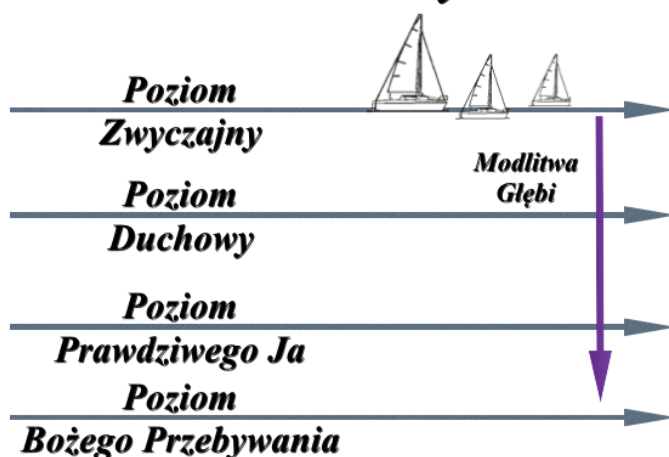 Poziom
Zwyczajny
Modlitwa
Głębi
Poziom
Duchowy
Poziom
Prawdziwego Ja
Poziom
Bożego Przebywania